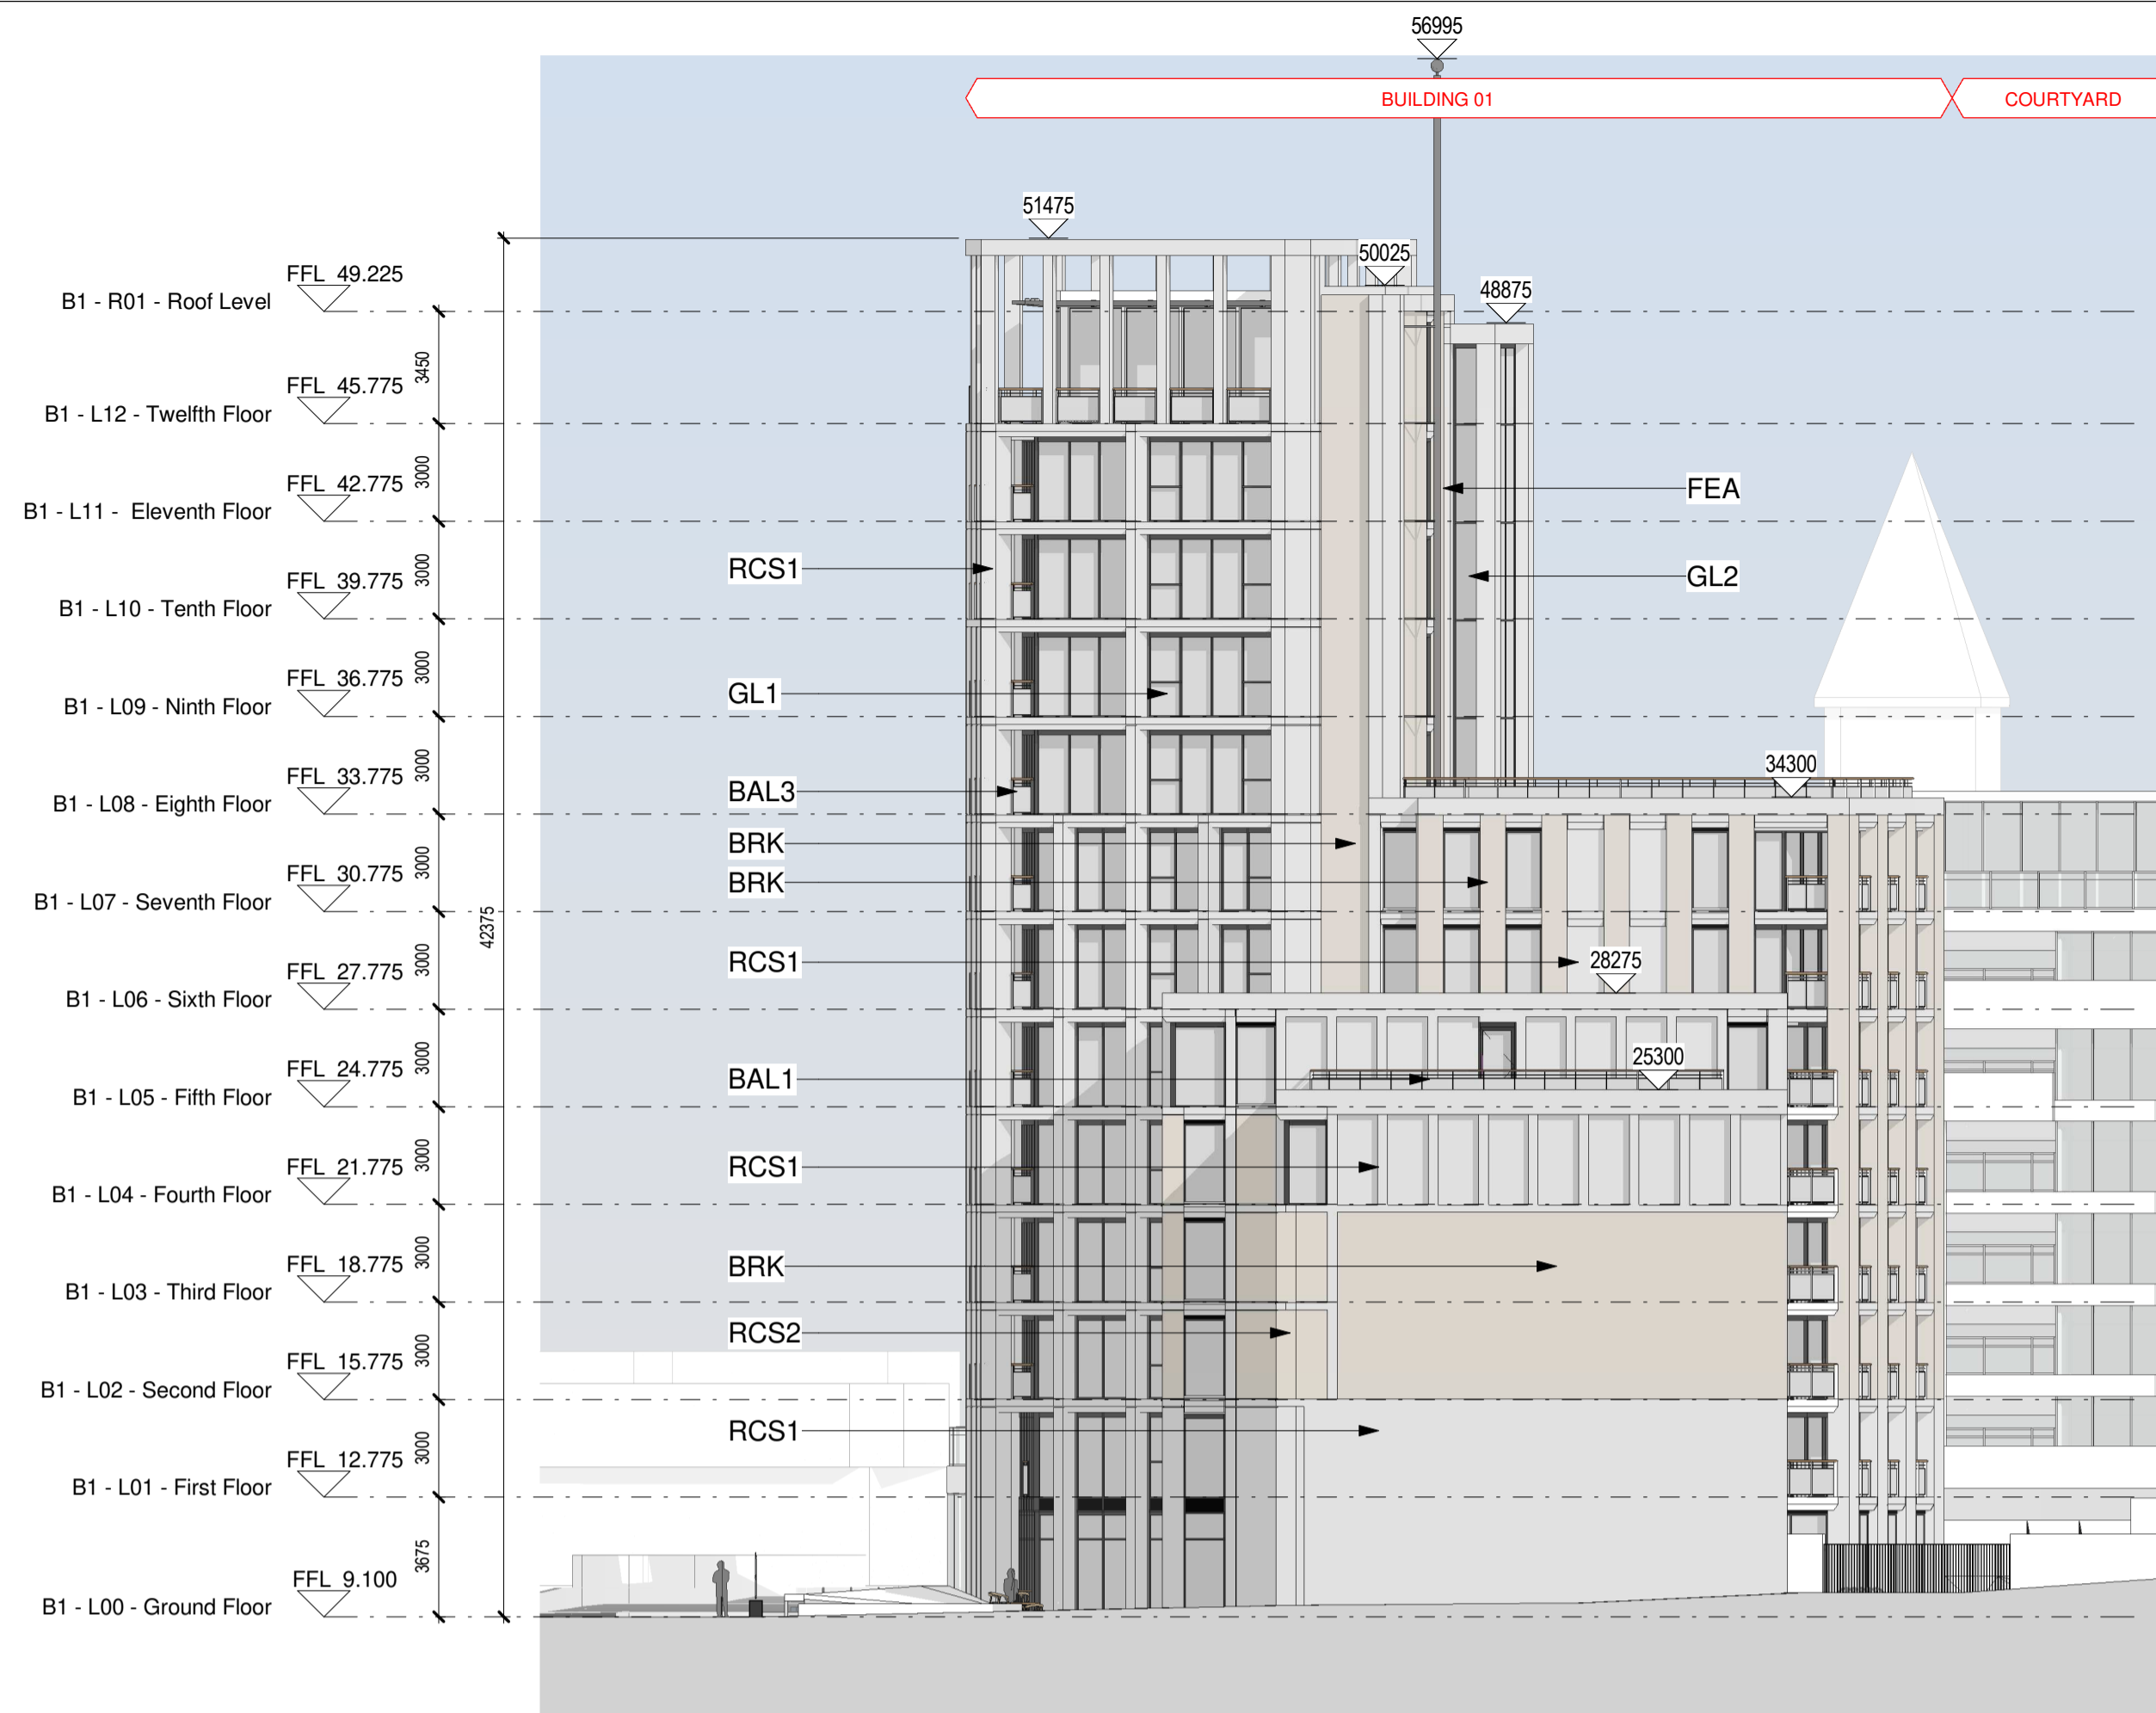 56995
BUILDING 01
COURTYARD
51475
50025
48875
FFL 49.225
B1 - R01 - Roof Level
3450
FFL 45.775
B1 - L12 - Twelfth Floor
3000
FFL 42.775
B1 - L11 - Eleventh Floor
FEA
3000
RCS1
GL2
FFL 39.775
B1 - L10 - Tenth Floor
3000
FFL 36.775
GL1
B1 - L09 - Ninth Floor
3000
34300
FFL 33.775
BAL3
B1 - L08 - Eighth Floor
BRK
3000
FFL 30.775
BRK
B1 - L07 - Seventh Floor
42375
3000
RCS1
28275
FFL 27.775
B1 - L06 - Sixth Floor
3000
25300
FFL 24.775
BAL1
B1 - L05 - Fifth Floor
3000
FFL 21.775
RCS1
B1 - L04 - Fourth Floor
3000
FFL 18.775
BRK
B1 - L03 - Third Floor
RCS2
3000
FFL 15.775
B1 - L02 - Second Floor
RCS1
3000
FFL 12.775
B1 - L01 - First Floor
3675
FFL 9.100
B1 - L00 - Ground Floor